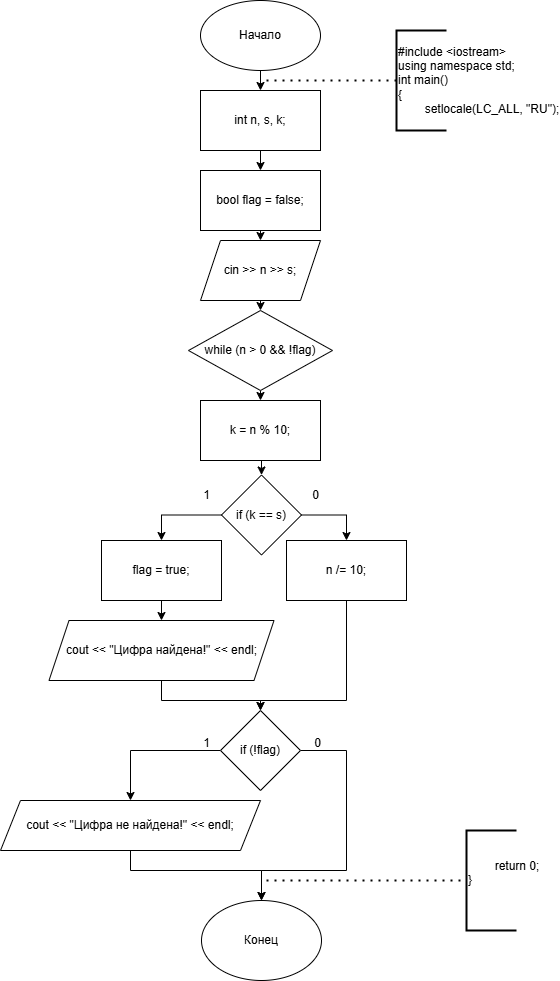 Начало
#include <iostream>
using namespace std;
int main()
{
setlocale(LC_ALL, "RU");
int n, s, k;
bool flag = false;
cin >> n >> s;
while (n > 0 && !flag)
k = n % 10;
1
0
if (k == s)
flag = true;
n /= 10;
cout << "Цифра найдена!" << endl;
1
0
if (!flag)
cout << "Цифра не найдена!" << endl;
return 0;
}
Конец